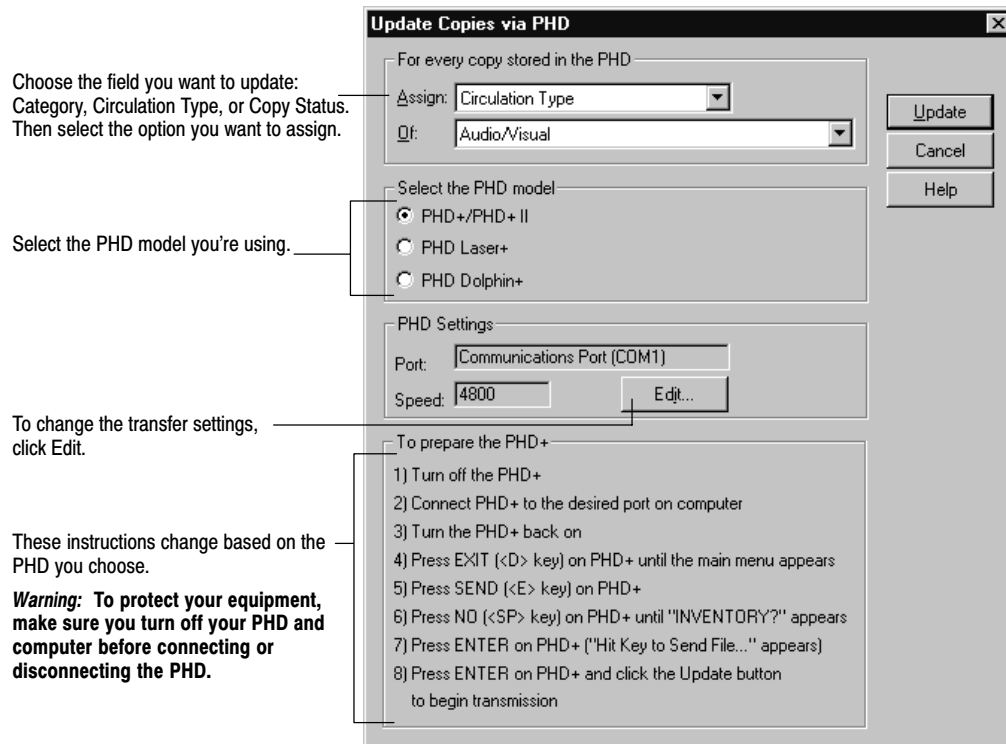 Update Copies via PHD
Choose the field you want to update:
Category, Circulation Type, or Copy Status.
Then select the option you want to assign.
For every copy stored in the PHD
Assign: Circulation Type
Of: Audio/Visual
Update
Cancel
Help
Select the PHD model you're using.
Select the PHD model
PHD+/PHD+ II
PHD Laser+
PHD Dolphin+
PHD Settings
Port: Communications Port (COM1)
Speed: 4800
Edit...
To change the transfer settings,
click Edit.
To prepare the PHD+
1) Turn off the PHD+
2) Connect PHD+ to the desired port on computer
3) Turn the PHD+ back on
4) Press EXIT (<D> key) on PHD+ until the main menu appears
5) Press SEND (<E> key) on PHD+
6) Press NO (<SP> key) on PHD+ until "INVENTORY?" appears
7) Press ENTER on PHD+ ("Hit Key to Send File..." appears)
8) Press ENTER on PHD+ and click the Update button
to begin transmission
These instructions change based on the
PHD you choose.
Warning: To protect your equipment,
make sure you turn off your PHD and
computer before connecting or
disconnecting the PHD.